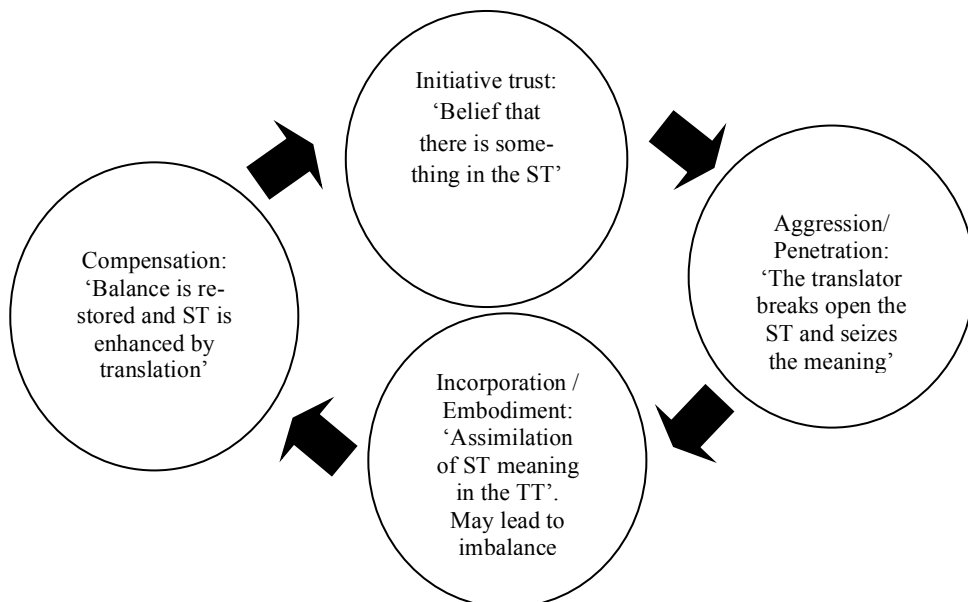 Initiative trust:
‘Belief that
there is some-
thing in the ST’
Aggression/
Penetration:
‘The translator
breaks open the
ST and seizes
the meaning’
Incorporation /
Embodiment:
‘Assimilation
of ST meaning
in the TT’.
May lead to
imbalance
Compensation:
‘Balance is re-
stored and ST is
enhanced by
translation’